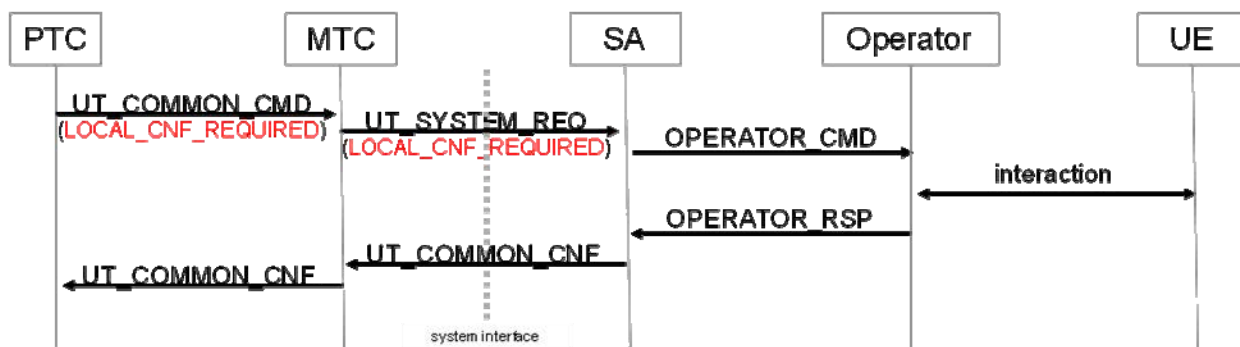 PTC
MTC
SA
Operator
UE
UT_COMMON_CMD
(LOCAL_CNF_REQUIRED)
UT_SYSTEM_REQ
(LOCAL_CNF_REQUIRED)
OPERATOR_CMD
interaction
OPERATOR_RSP
UT_COMMON_CNF
UT_COMMON_CNF
system interface